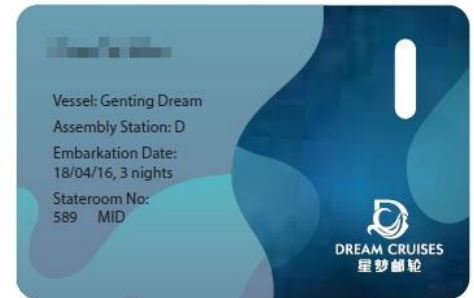 Vessel: Genting Dream
Assembly Station: D
Embarkation Date:
18/04/16, 3 nights
Stateroom No:
589 MID
DREAM CRUISES
星梦邮轮